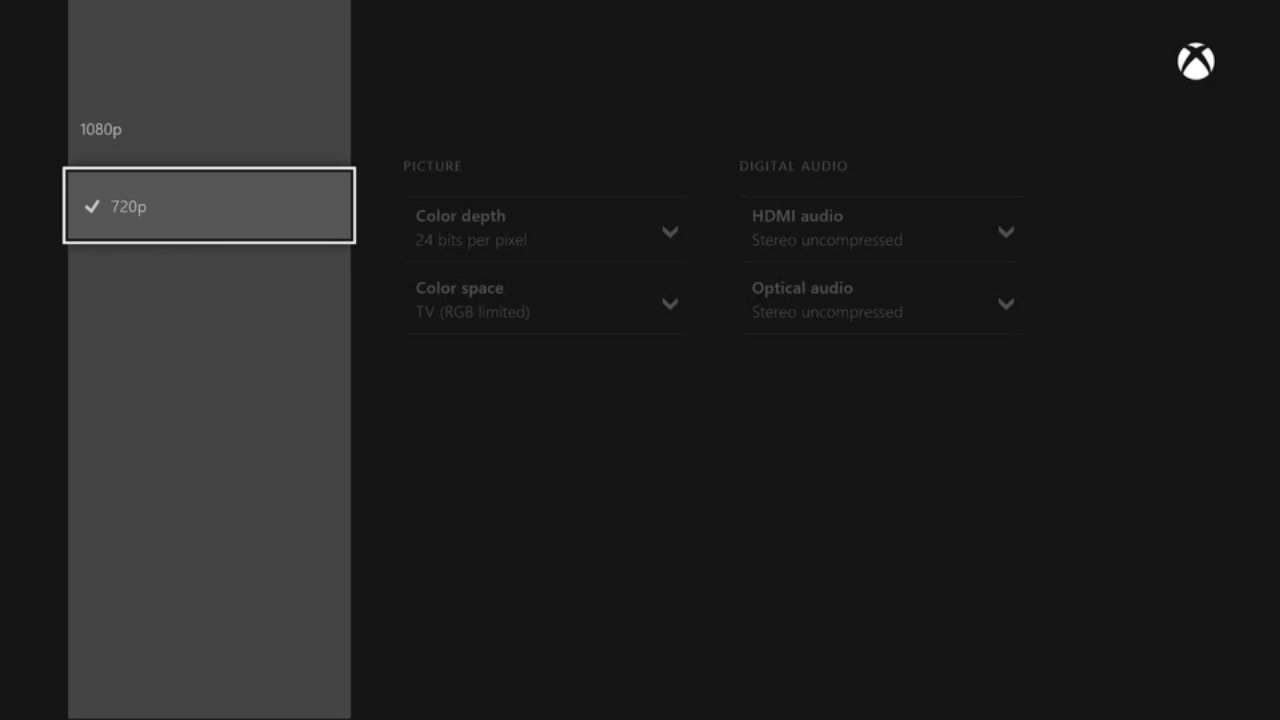 1080p
720p
PICTURE
Color depth
24 bits per pixel
Color space
TV (RGB limited)
DIGITAL AUDIO
HDMI audio
Stereo uncompressed
Optical audio
Stereo uncompressed